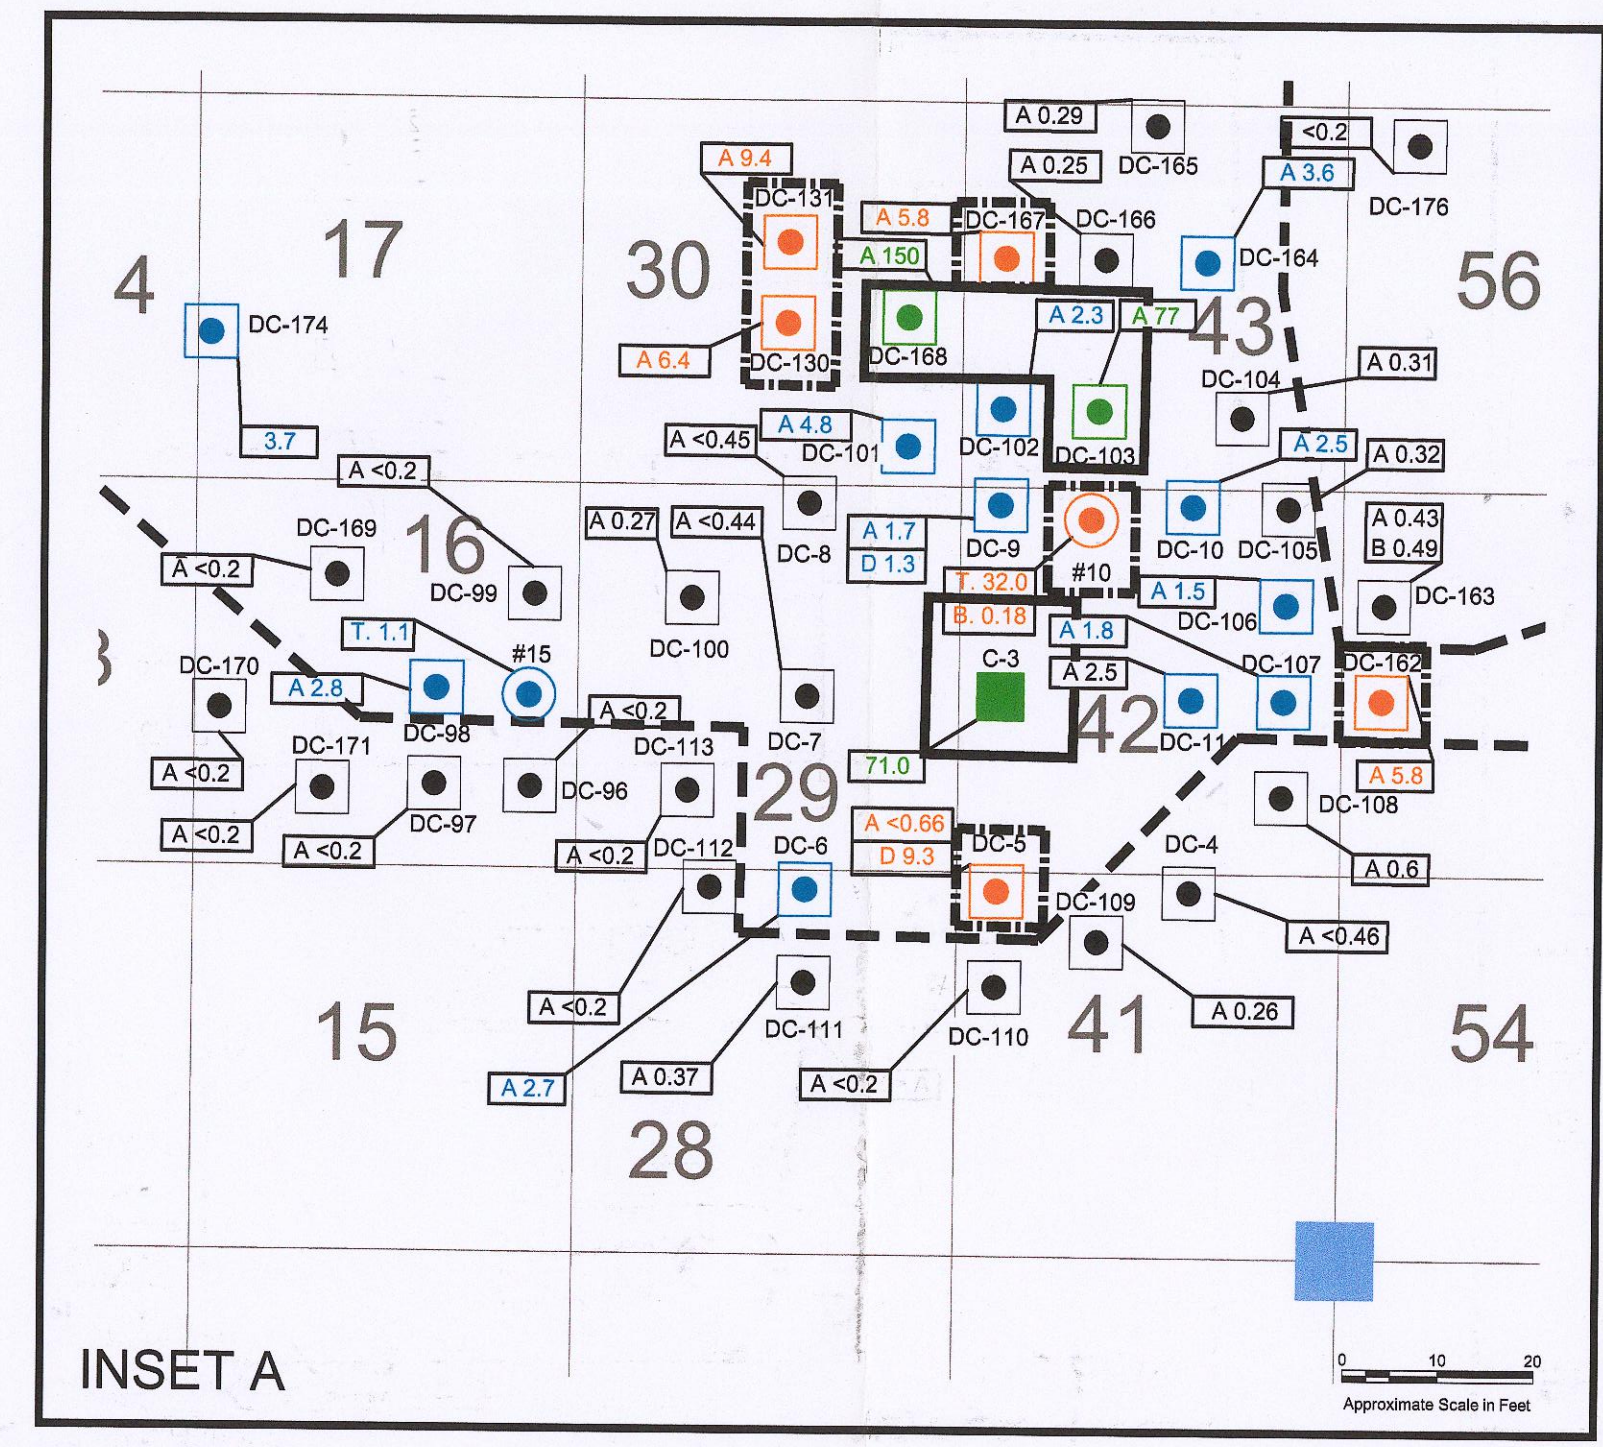 A 0.29
DC-165
<0.2
DC-176
A 9.4
A 0.25
A 3.6
DC-131
A 5.8
DC-167
DC-166
17
30
A 150
DC-164
4
56
DC-174
DC-168
A 2.3
A 77
43
A 6.4
DC-130
DC-104
A 0.31
3.7
A <0.45
A 4.8
DC-101
DC-102
DC-103
A 2.5
A 0.32
A <0.2
DC-169
16
A 0.27
A <0.44
DC-8
A 1.7
D 1.3
DC-9
#10
DC-10
DC-105
A 0.43
B 0.49
A <0.2
DC-99
DC-100
T. 32.0
B. 0.18
A 1.5
DC-106
DC-163
T. 1.1
#15
A 1.8
DC-170
A 2.8
C-3
A 2.5
DC-107
DC-162
DC-98
A <0.2
DC-113
DC-7
42
DC-11
DC-171
A <0.2
71.0
A 5.8
DC-96
29
DC-108
A <0.2
DC-97
A <0.2
A <0.2
DC-112
DC-6
A <0.66
D 9.3
DC-5
DC-4
A 0.6
DC-109
A <0.46
A <0.2
DC-111
DC-110
41
A 0.26
15
54
A 2.7
A 0.37
A <0.2
28
INSET A
0 10 20
Approximate Scale in Feet